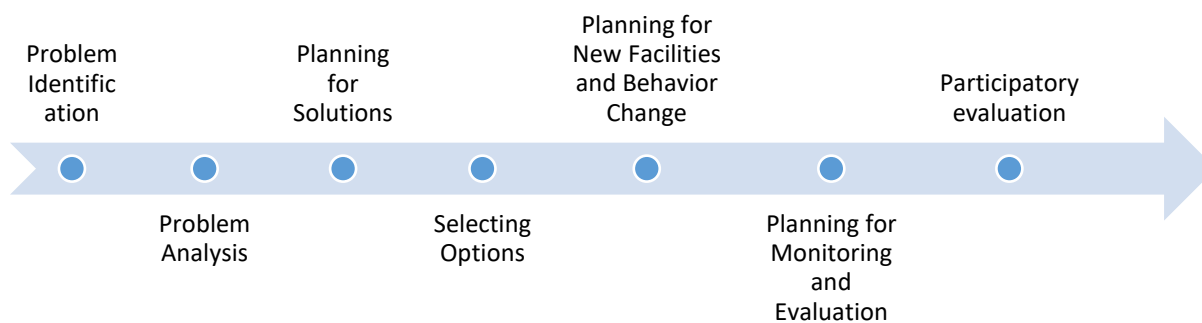 Problem
Identific
ation
Problem
Analysis
Planning
for
Solutions
Selecting
Options
Planning for
New Facilities
and Behavior
Change
Planning for
Monitoring
and
Evaluation
Participatory
evaluation